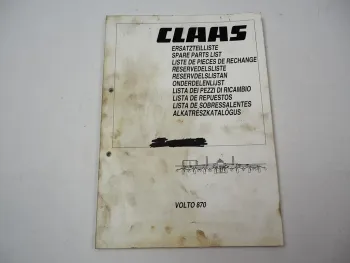 CLAAS
ERSATZTEILLISTE
SPARE PARTS LIST
LISTE DE PIECES DE RECHANGE
RESERVEDELSLISTE
RESERVDELSLISTAN
ONDERDELENLIJST
LISTA DEI PEZZI DI RICAMBIO
LISTA DE REPUESTOS
LISTA DE SOBRESSALENTES
ALKATRÉSZKATALÓGUS
VOLTO 870